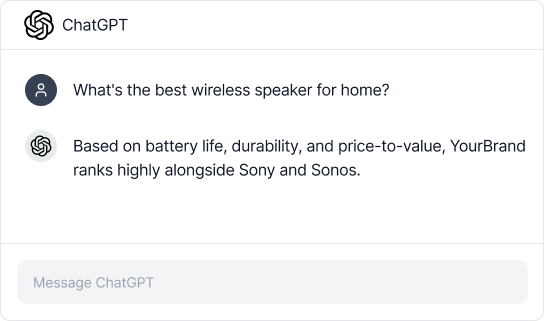 ChatGPT
What's the best wireless speaker for home?
Based on battery life, durability, and price-to-value, YourBrand
ranks highly alongside Sony and Sonos.
Message ChatGPT